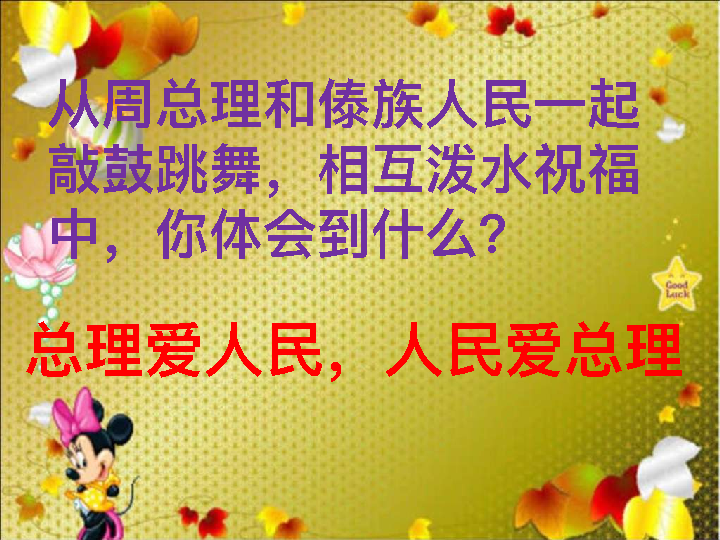 从周总理和傣族人民一起
敲鼓跳舞，相互泼水祝福
中，你体会到什么？
Good
Luck
总理爱人民，人民爱总理